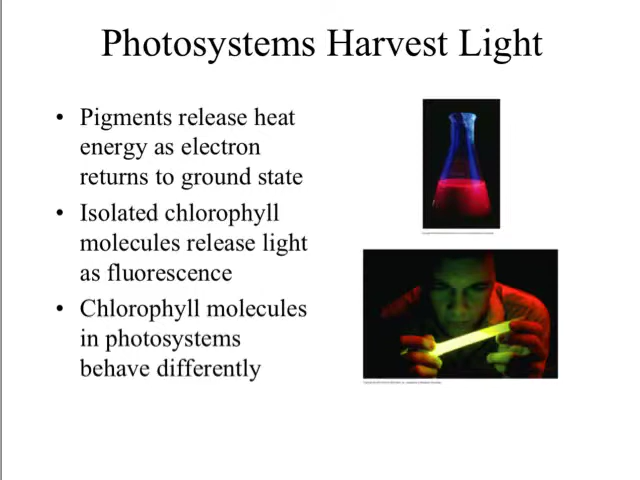 Photosystems Harvest Light
• Pigments release heat
energy as electron
returns to ground state
• Isolated chlorophyll
molecules release light
as fluorescence
• Chlorophyll molecules
in photosystems
behave differently